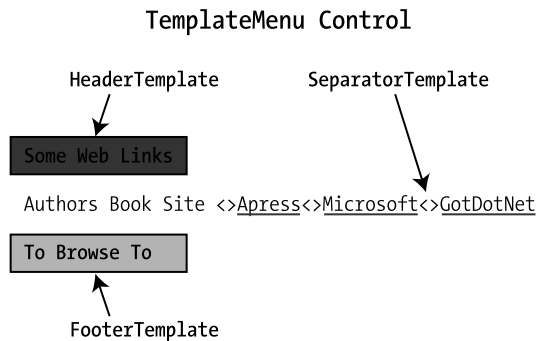 TemplateMenu Control
HeaderTemplate SeparatorTemplate
Some Web Links
Authors Book Site <>Apress<>Microsoft<>GotDotNet
To Browse To
FooterTemplate